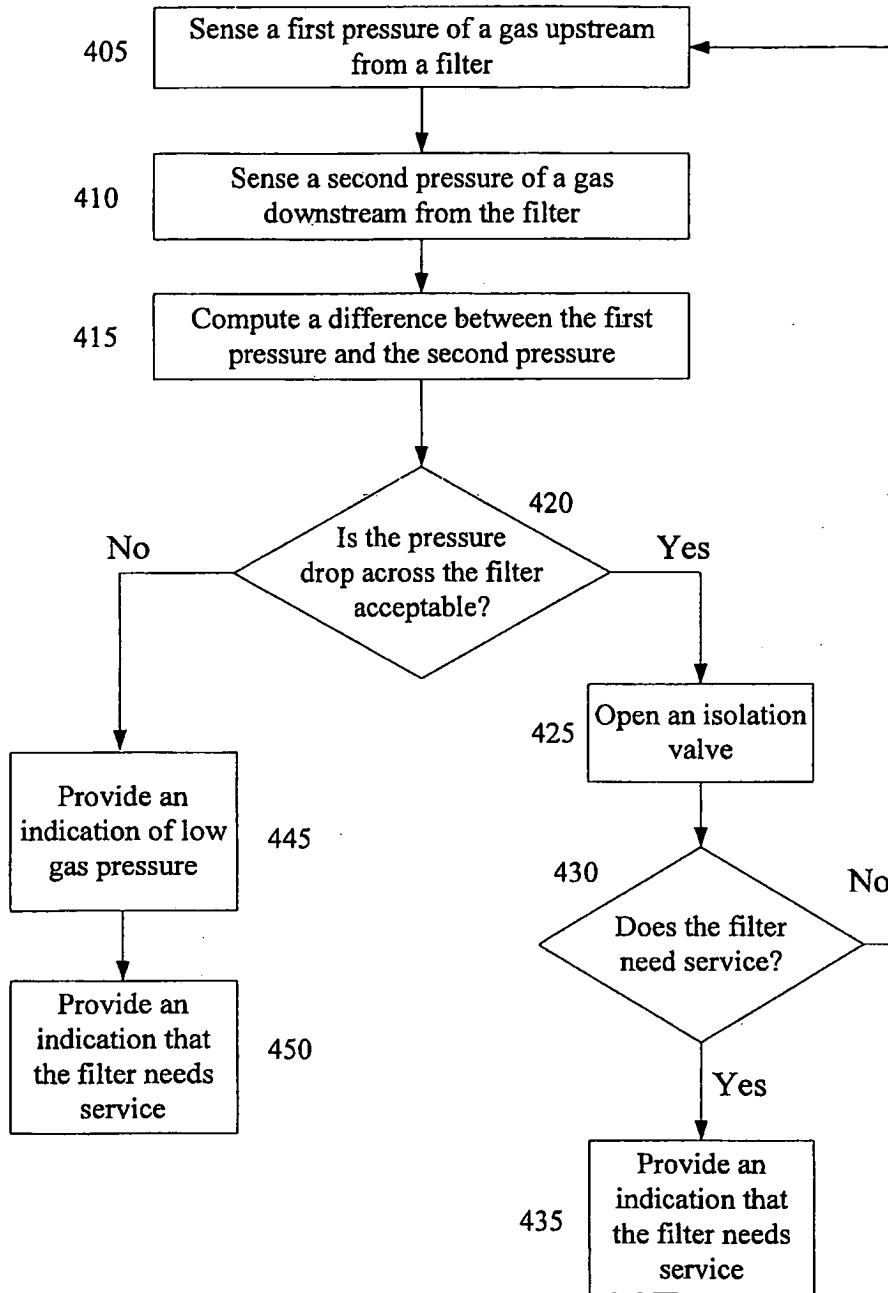 405
Sense a first pressure of a gas upstream
from a filter
410
Sense a second pressure of a gas
downstream from the filter
415
Compute a difference between the first
pressure and the second pressure
420
Is the pressure
drop across the filter
acceptable?
No
Yes
425
Open an isolation
valve
Provide an
indication of low
gas pressure
445
430
Does the filter
need service?
No
Provide an
indication that
the filter needs
service
450
Yes
435
Provide an
indication that
the filter needs
service